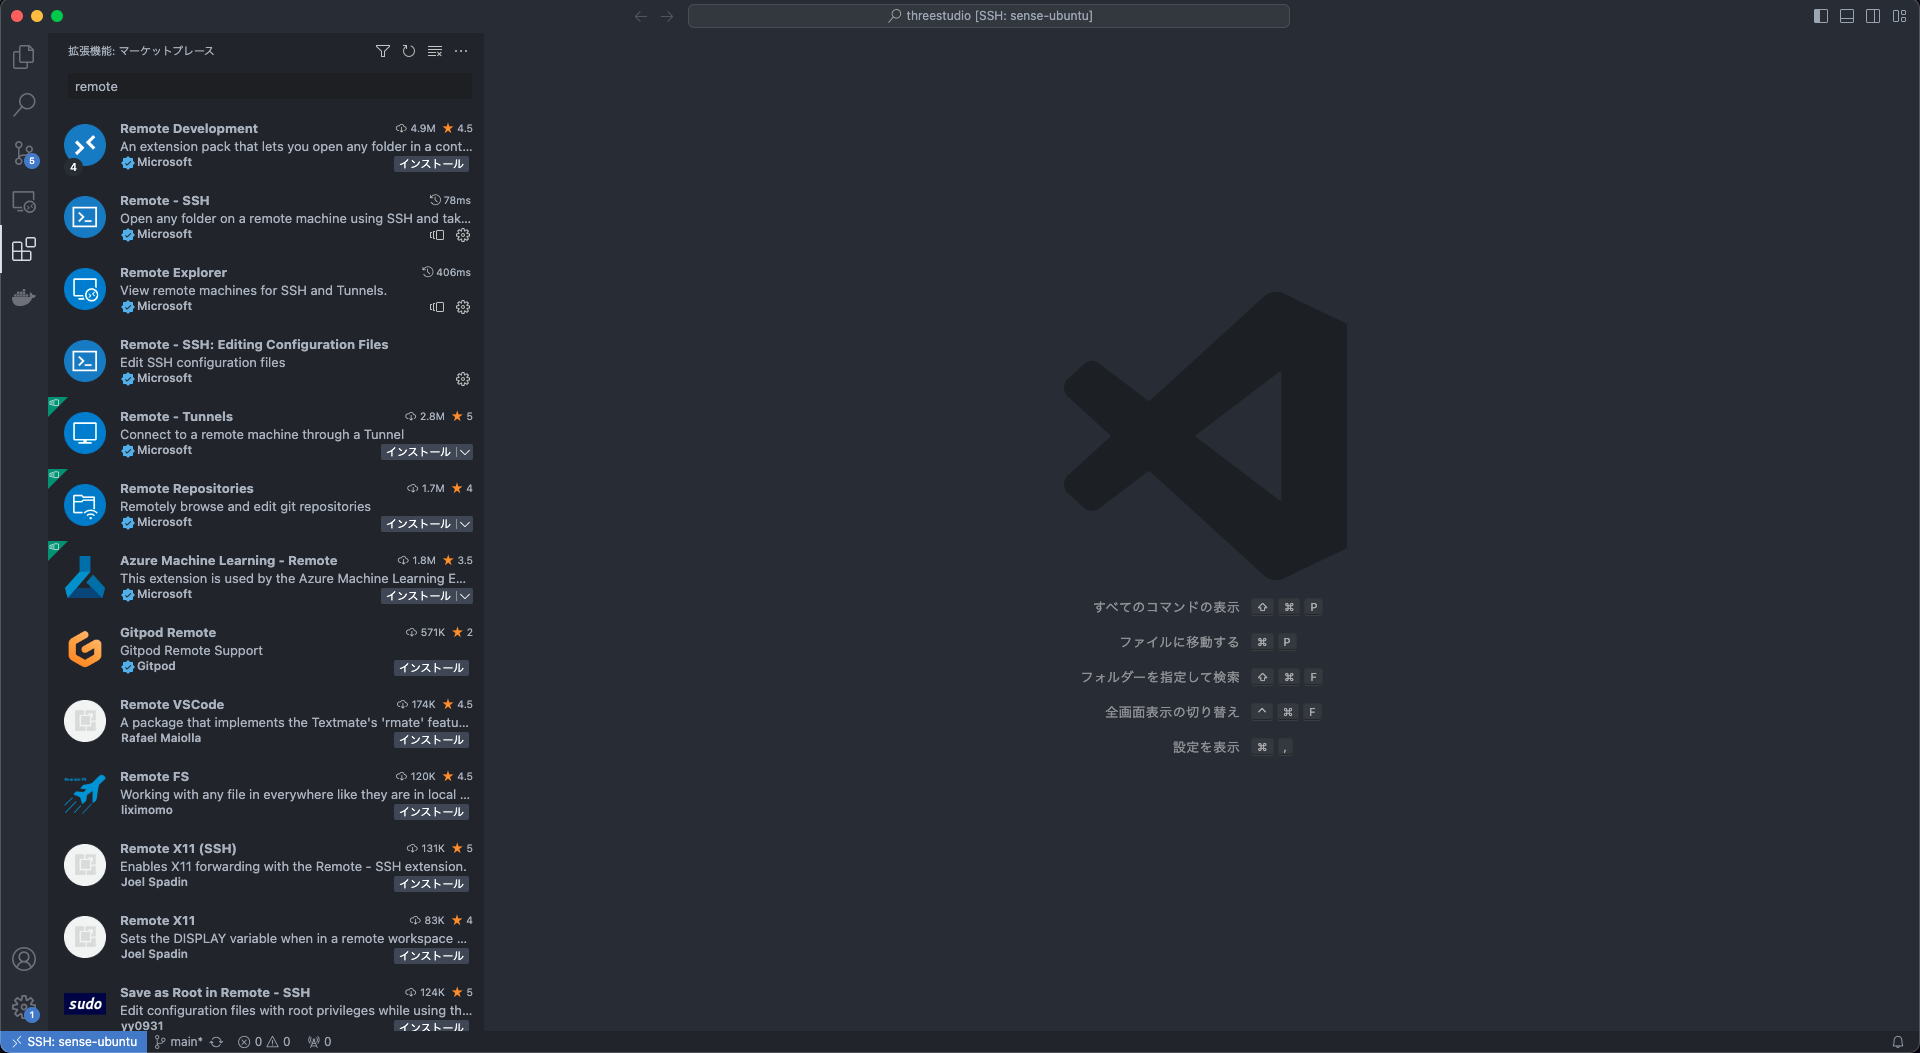 threestudio [SSH: sense-ubuntu]
拡張機能: マーケットプレース
remote
Remote Development 4.9M ★ 4.5
An extension pack that lets you open any folder in a cont...
Microsoft インストール
4
Remote - SSH 78ms
Open any folder on a remote machine using SSH and tak...
Microsoft
Remote Explorer 406ms
View remote machines for SSH and Tunnels.
Microsoft
Remote - SSH: Editing Configuration Files
Edit SSH configuration files
Microsoft
Remote - Tunnels 2.8M ★ 5
Connect to a remote machine through a Tunnel
Microsoft インストール
Remote Repositories 1.7M ★ 4
Remotely browse and edit git repositories
Microsoft インストール
Azure Machine Learning - Remote 1.8M ★ 3.5
This extension is used by the Azure Machine Learning E...
Microsoft インストール
Gitpod Remote 571K ★ 2
Gitpod Remote Support
Gitpod インストール
Remote VSCode 174K ★ 4.5
A package that implements the Textmate's 'rmate' featu...
Rafael Maiolla インストール
Remote FS 120K ★ 4.5
Working with any file in everywhere like they are in local ...
liximomo インストール
Remote X11 (SSH) 131K ★ 5
Enables X11 forwarding with the Remote - SSH extension.
Joel Spadin インストール
Remote X11 83K ★ 4
Sets the DISPLAY variable when in a remote workspace ...
Joel Spadin インストール
sudo
Save as Root in Remote - SSH 124K ★ 5
Edit configuration files with root privileges while using th...
yy0931 インストール
5
1
すべてのコマンドの表示 ⇧ ⌘ P
ファイルに移動する ⌘ P
フォルダーを指定して検索 ⇧ ⌘ F
全画面表示の切り替え ^ ⌘ F
設定を表示 ⌘ ,
SSH: sense-ubuntu main* 0 0 0